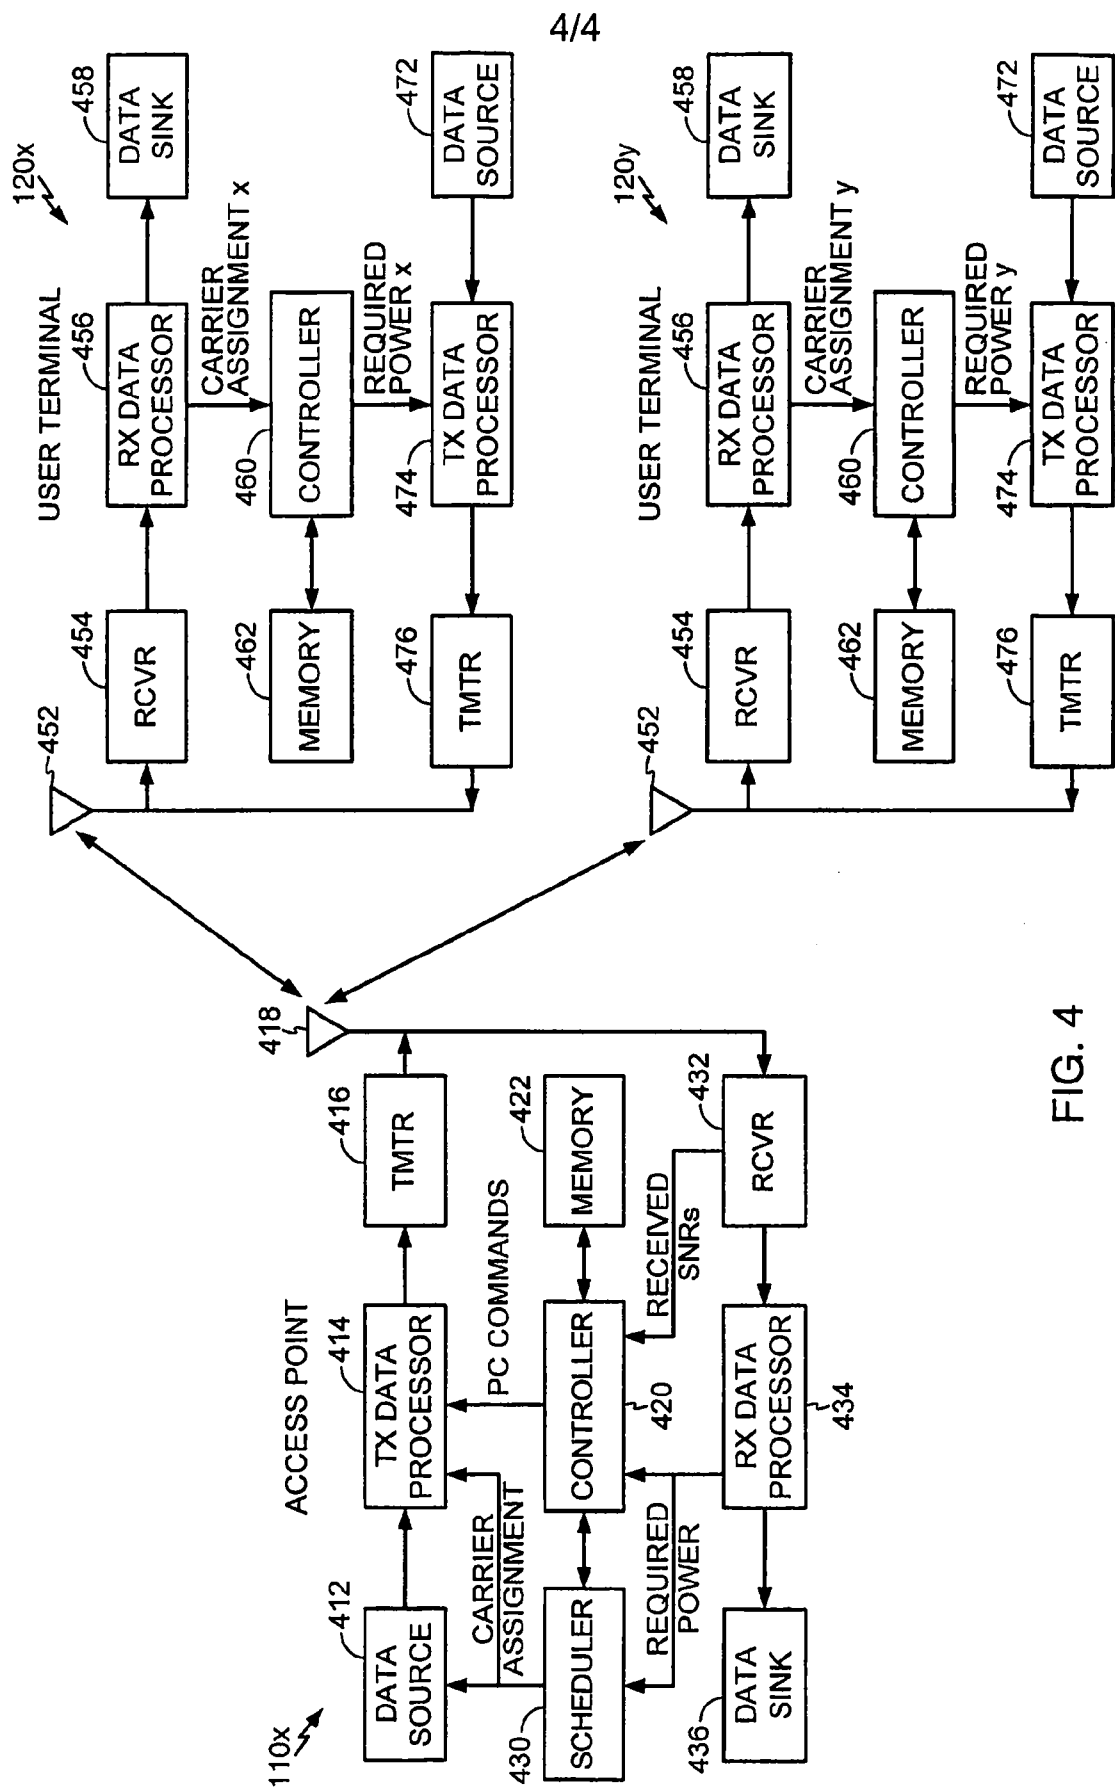 4/4
110x
ACCESS POINT
412
DATA
SOURCE
414
TX DATA
PROCESSOR
416
TMTR
418
CARRIER
ASSIGNMENT
PC COMMANDS
430
SCHEDULER
CONTROLLER
420
422
MEMORY
REQUIRED
POWER
RECEIVED
SNRs
436
DATA
SINK
RX DATA
PROCESSOR
434
432
RCVR
USER TERMINAL
120x
452
454
RCVR
456
RX DATA
PROCESSOR
458
DATA
SINK
CARRIER
ASSIGNMENT x
462
MEMORY
460
CONTROLLER
REQUIRED
POWER x
476
TMTR
474
TX DATA
PROCESSOR
472
DATA
SOURCE
USER TERMINAL
120y
452
454
RCVR
456
RX DATA
PROCESSOR
458
DATA
SINK
CARRIER
ASSIGNMENT y
462
MEMORY
460
CONTROLLER
REQUIRED
POWER y
476
TMTR
474
TX DATA
PROCESSOR
472
DATA
SOURCE
FIG. 4